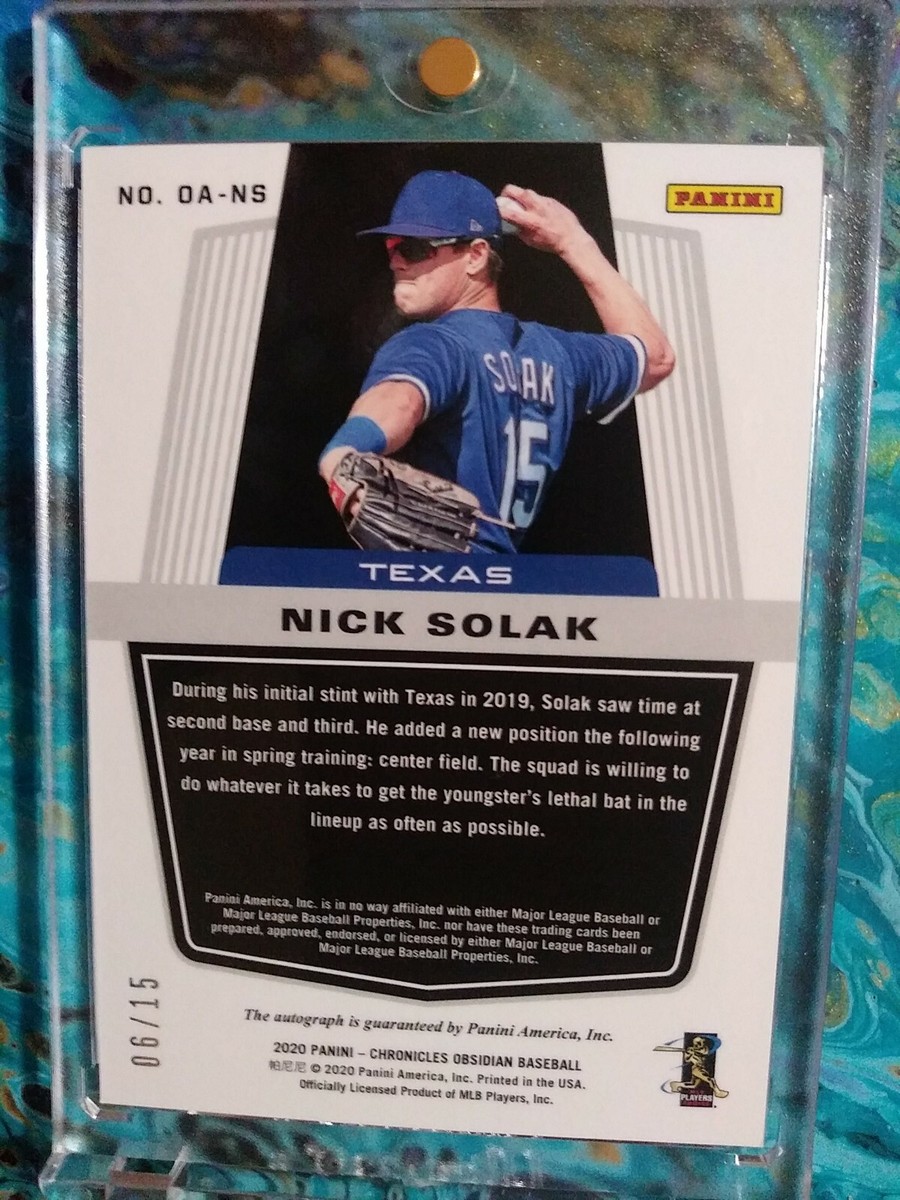 NO. OA-NS
PANINI
SOLAK
15
TEXAS
NICK SOLAK
During his initial stint with Texas in 2019, Solak saw time at
second base and third. He added a new position the following
year in spring training: center field. The squad is willing to
do whatever it takes to get the youngster's lethal bat in the
lineup as often as possible.
Panini America, Inc. is in no way affiliated with either Major League Baseball or
Major League Baseball Properties, Inc. nor have these trading cards been
prepared, approved, endorsed, or licensed by either Major League Baseball or
Major League Baseball Properties, Inc.
06/15
The autograph is guaranteed by Panini America, Inc.
2020 PANINI – CHRONICLES OBSIDIAN BASEBALL
帕尼尼 © 2020 Panini America, Inc. Printed in the USA.
Officially Licensed Product of MLB Players, Inc.
MLB
PLAYERS